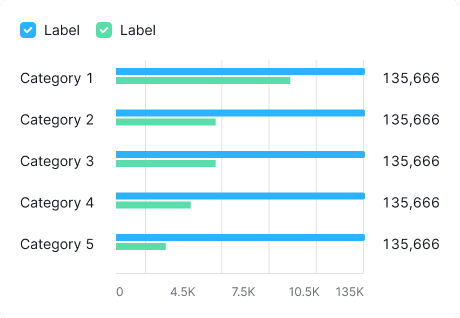 Label Label
Category 1 135,666
Category 2 135,666
Category 3 135,666
Category 4 135,666
Category 5 135,666
0 4.5K 7.5K 10.5K 135K